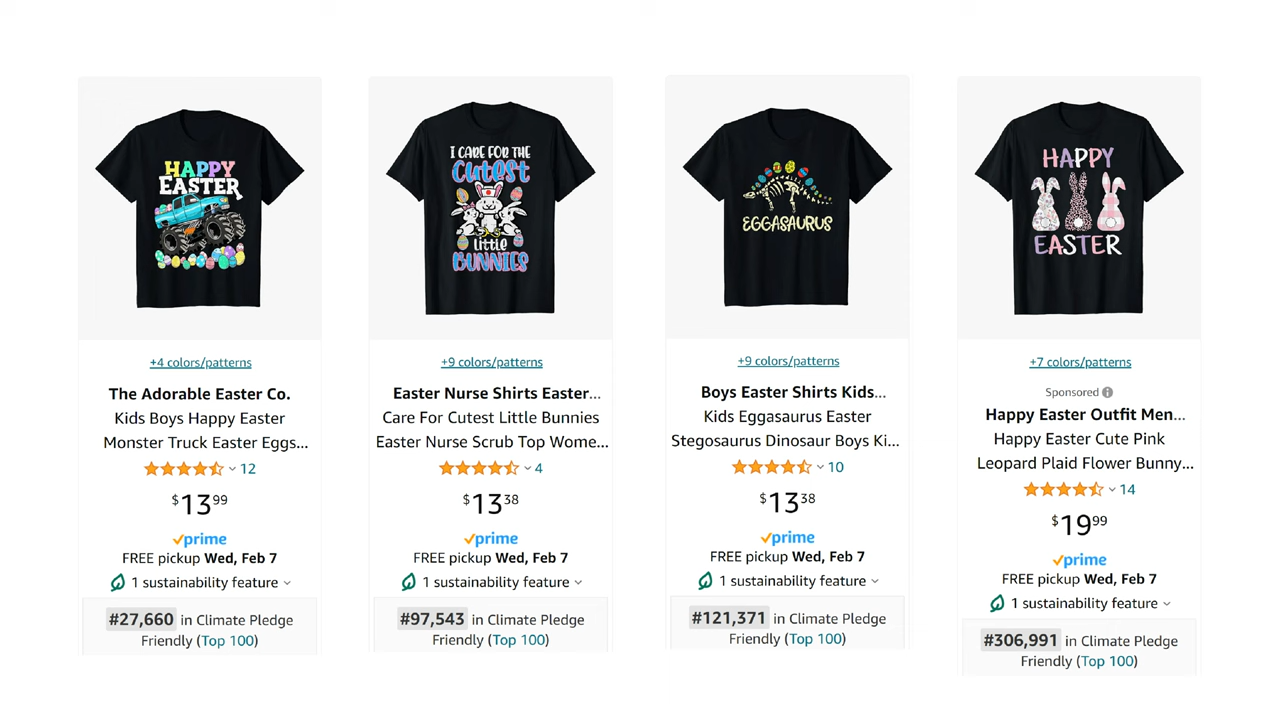 HAPPY
EASTER
+4 colors/patterns
The Adorable Easter Co.
Kids Boys Happy Easter
Monster Truck Easter Eggs...
12
$13.99
prime
FREE pickup Wed, Feb 7
1 sustainability feature
#27,660 in Climate Pledge
Friendly (Top 100)
I CARE FOR THE
CUTEST
little
BUNNIES
+9 colors/patterns
Easter Nurse Shirts Easter...
Care For Cutest Little Bunnies
Easter Nurse Scrub Top Wome...
4
$13.38
prime
FREE pickup Wed, Feb 7
1 sustainability feature
#97,543 in Climate Pledge
Friendly (Top 100)
EGGASAURUS
+9 colors/patterns
Boys Easter Shirts Kids...
Kids Eggasaurus Easter
Stegosaurus Dinosaur Boys Ki...
10
$13.38
prime
FREE pickup Wed, Feb 7
1 sustainability feature
#121,371 in Climate Pledge
Friendly (Top 100)
HAPPY
EASTER
+7 colors/patterns
Sponsored
Happy Easter Outfit Men...
Happy Easter Cute Pink
Leopard Plaid Flower Bunny...
14
$19.99
prime
FREE pickup Wed, Feb 7
1 sustainability feature
#306,991 in Climate Pledge
Friendly (Top 100)